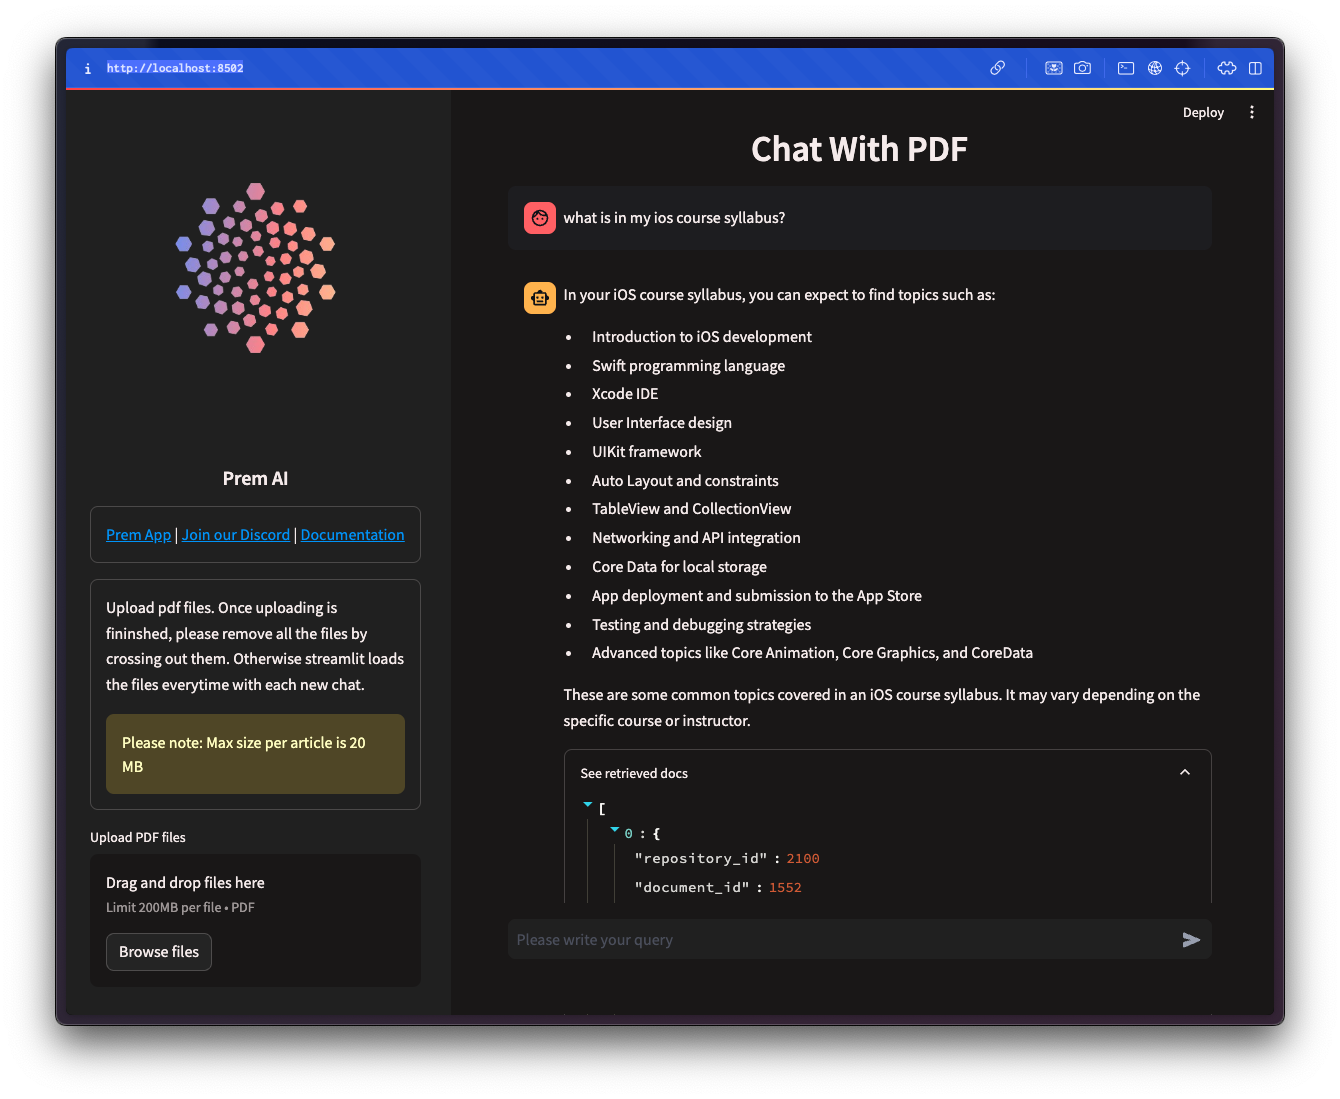 i http://localhost:8502
Deploy
Prem AI
Prem App | Join our Discord | Documentation
Upload pdf files. Once uploading is
fininshed, please remove all the files by
crossing out them. Otherwise streamlit loads
the files everytime with each new chat.
Please note: Max size per article is 20
MB
Upload PDF files
Drag and drop files here
Limit 200MB per file • PDF
Browse files
Chat With PDF
what is in my ios course syllabus?
In your iOS course syllabus, you can expect to find topics such as:
• Introduction to iOS development
• Swift programming language
• Xcode IDE
• User Interface design
• UIKit framework
• Auto Layout and constraints
• TableView and CollectionView
• Networking and API integration
• Core Data for local storage
• App deployment and submission to the App Store
• Testing and debugging strategies
• Advanced topics like Core Animation, Core Graphics, and CoreData
These are some common topics covered in an iOS course syllabus. It may vary depending on the
specific course or instructor.
See retrieved docs
[
0 : {
"repository_id" : 2100
"document_id" : 1552
Please write your query